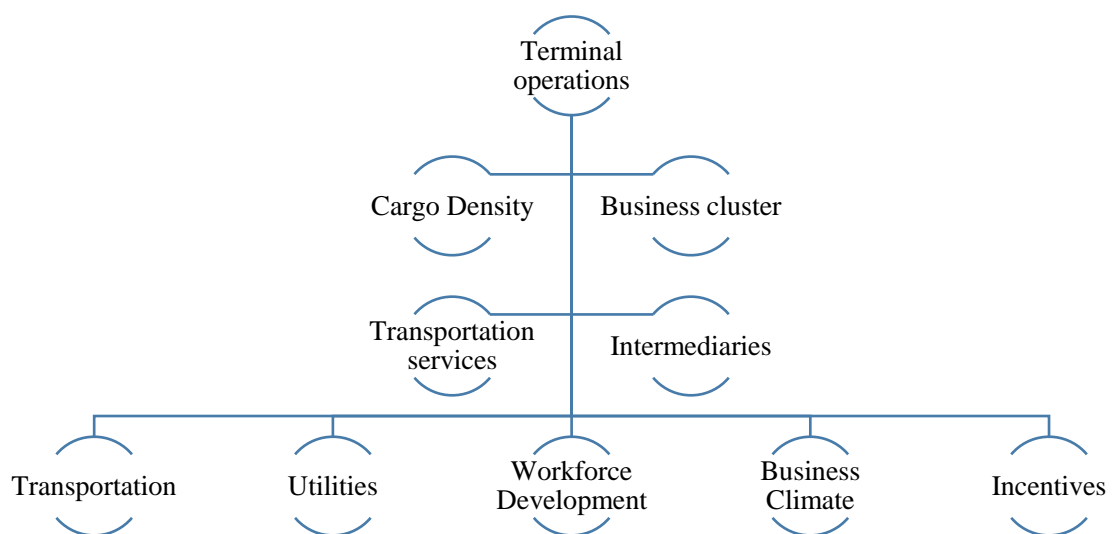 Terminal
operations
Cargo Density
Business cluster
Transportation
services
Intermediaries
Transportation
Utilities
Workforce
Development
Business
Climate
Incentives